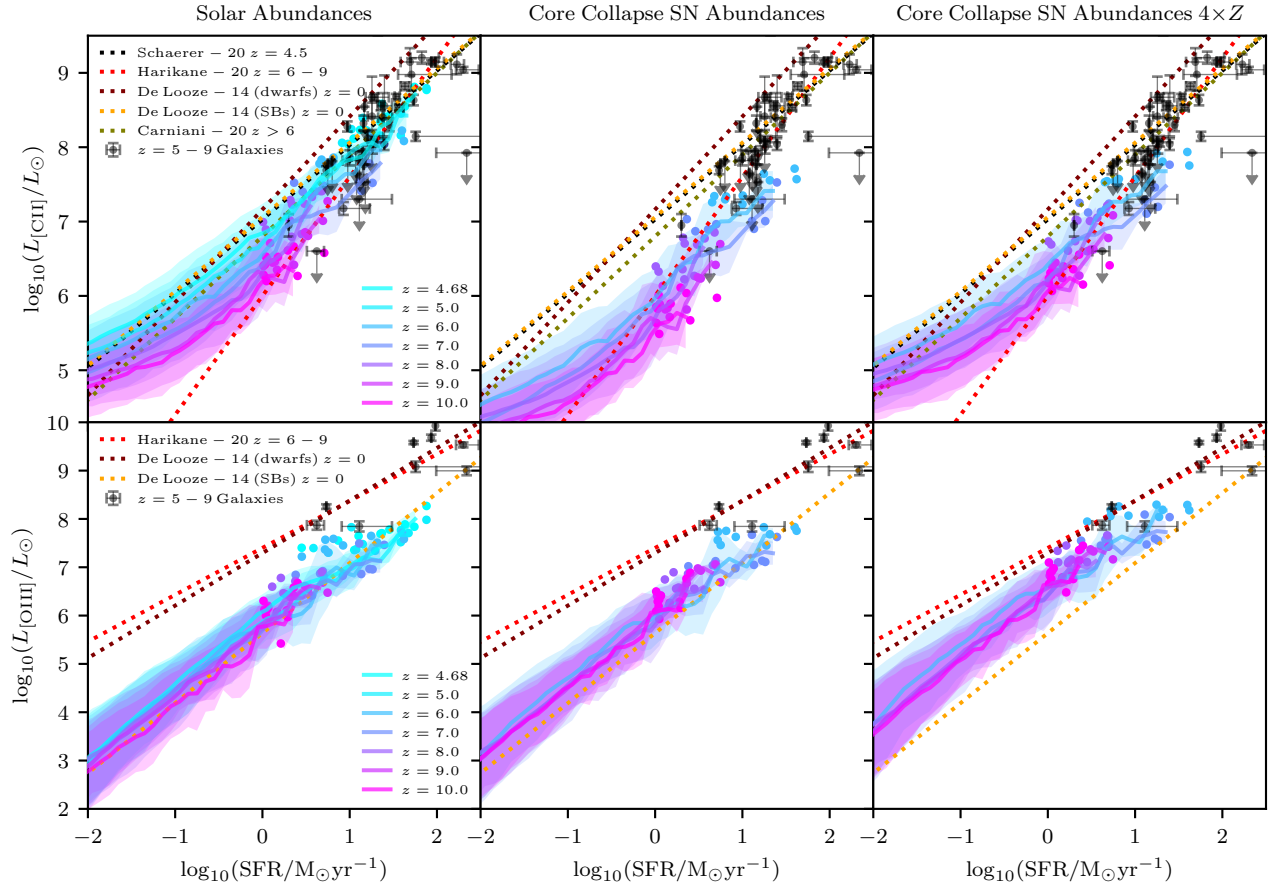 Solar Abundances
Core Collapse SN Abundances
Core Collapse SN Abundances 4×Z
log₁₀(L[CII]/L⊙)
9
8
7
6
5
10
Schaerer − 20 z = 4.5
Harikane − 20 z = 6 − 9
De Looze − 14 (dwarfs) z = 0
De Looze − 14 (SBs) z = 0
Carniani − 20 z > 6
z = 5 − 9 Galaxies
z = 4.68
z = 5.0
z = 6.0
z = 7.0
z = 8.0
z = 9.0
z = 10.0
log₁₀(L[OIII]/L⊙)
9
8
7
6
5
4
3
2
Harikane − 20 z = 6 − 9
De Looze − 14 (dwarfs) z = 0
De Looze − 14 (SBs) z = 0
z = 5 − 9 Galaxies
z = 4.68
z = 5.0
z = 6.0
z = 7.0
z = 8.0
z = 9.0
z = 10.0
−2 −1 0 1 2
−2 −1 0 1 2
−2 −1 0 1 2
log₁₀(SFR/M⊙yr⁻¹)
log₁₀(SFR/M⊙yr⁻¹)
log₁₀(SFR/M⊙yr⁻¹)